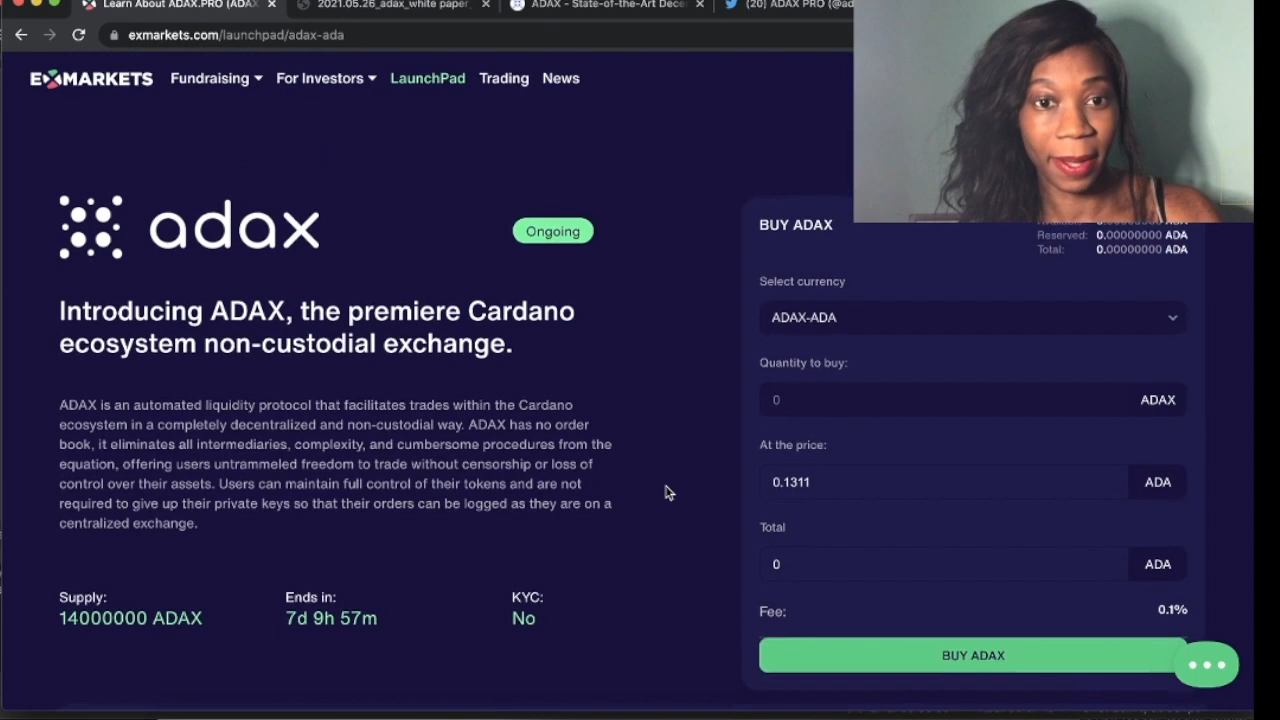 Learn About ADAX.PRO (ADAX
2021.05.26_adax_white paper
ADAX - State-of-the-Art Dece
(20) ADAX PRO (@ad
exmarkets.com/launchpad/adax-ada
EXMARKETS
Fundraising
For Investors
LaunchPad
Trading
News
adax
Ongoing
Introducing ADAX, the premiere Cardano
ecosystem non-custodial exchange.
ADAX is an automated liquidity protocol that facilitates trades within the Cardano
ecosystem in a completely decentralized and non-custodial way. ADAX has no order
book, it eliminates all intermediaries, complexity, and cumbersome procedures from the
equation, offering users untrammeled freedom to trade without censorship or loss of
control over their assets. Users can maintain full control of their tokens and are not
required to give up their private keys so that their orders can be logged as they are on a
centralized exchange.
Supply:
14000000 ADAX
Ends in:
7d 9h 57m
KYC:
No
BUY ADAX
Reserved: 0.00000000 ADA
Total: 0.00000000 ADA
Select currency
ADAX-ADA
Quantity to buy:
0 ADAX
At the price:
0.1311 ADA
Total
0 ADA
Fee: 0.1%
BUY ADAX